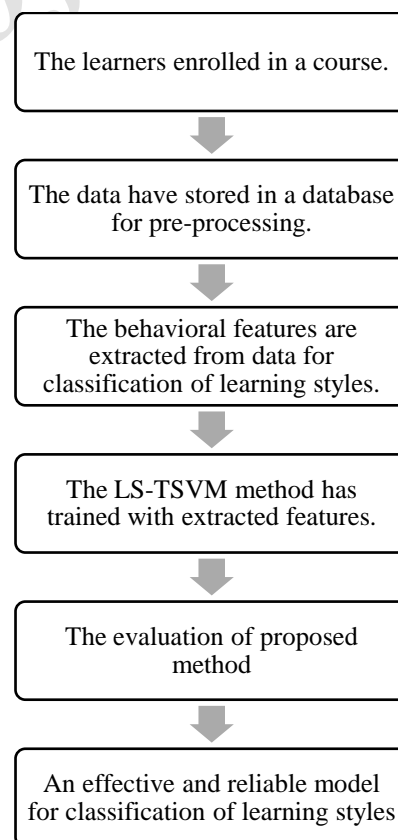 The learners enrolled in a course.
The data have stored in a database
for pre-processing.
The behavioral features are
extracted from data for
classification of learning styles.
The LS-TSVM method has
trained with extracted features.
The evaluation of proposed
method
An effective and reliable model
for classification of learning styles